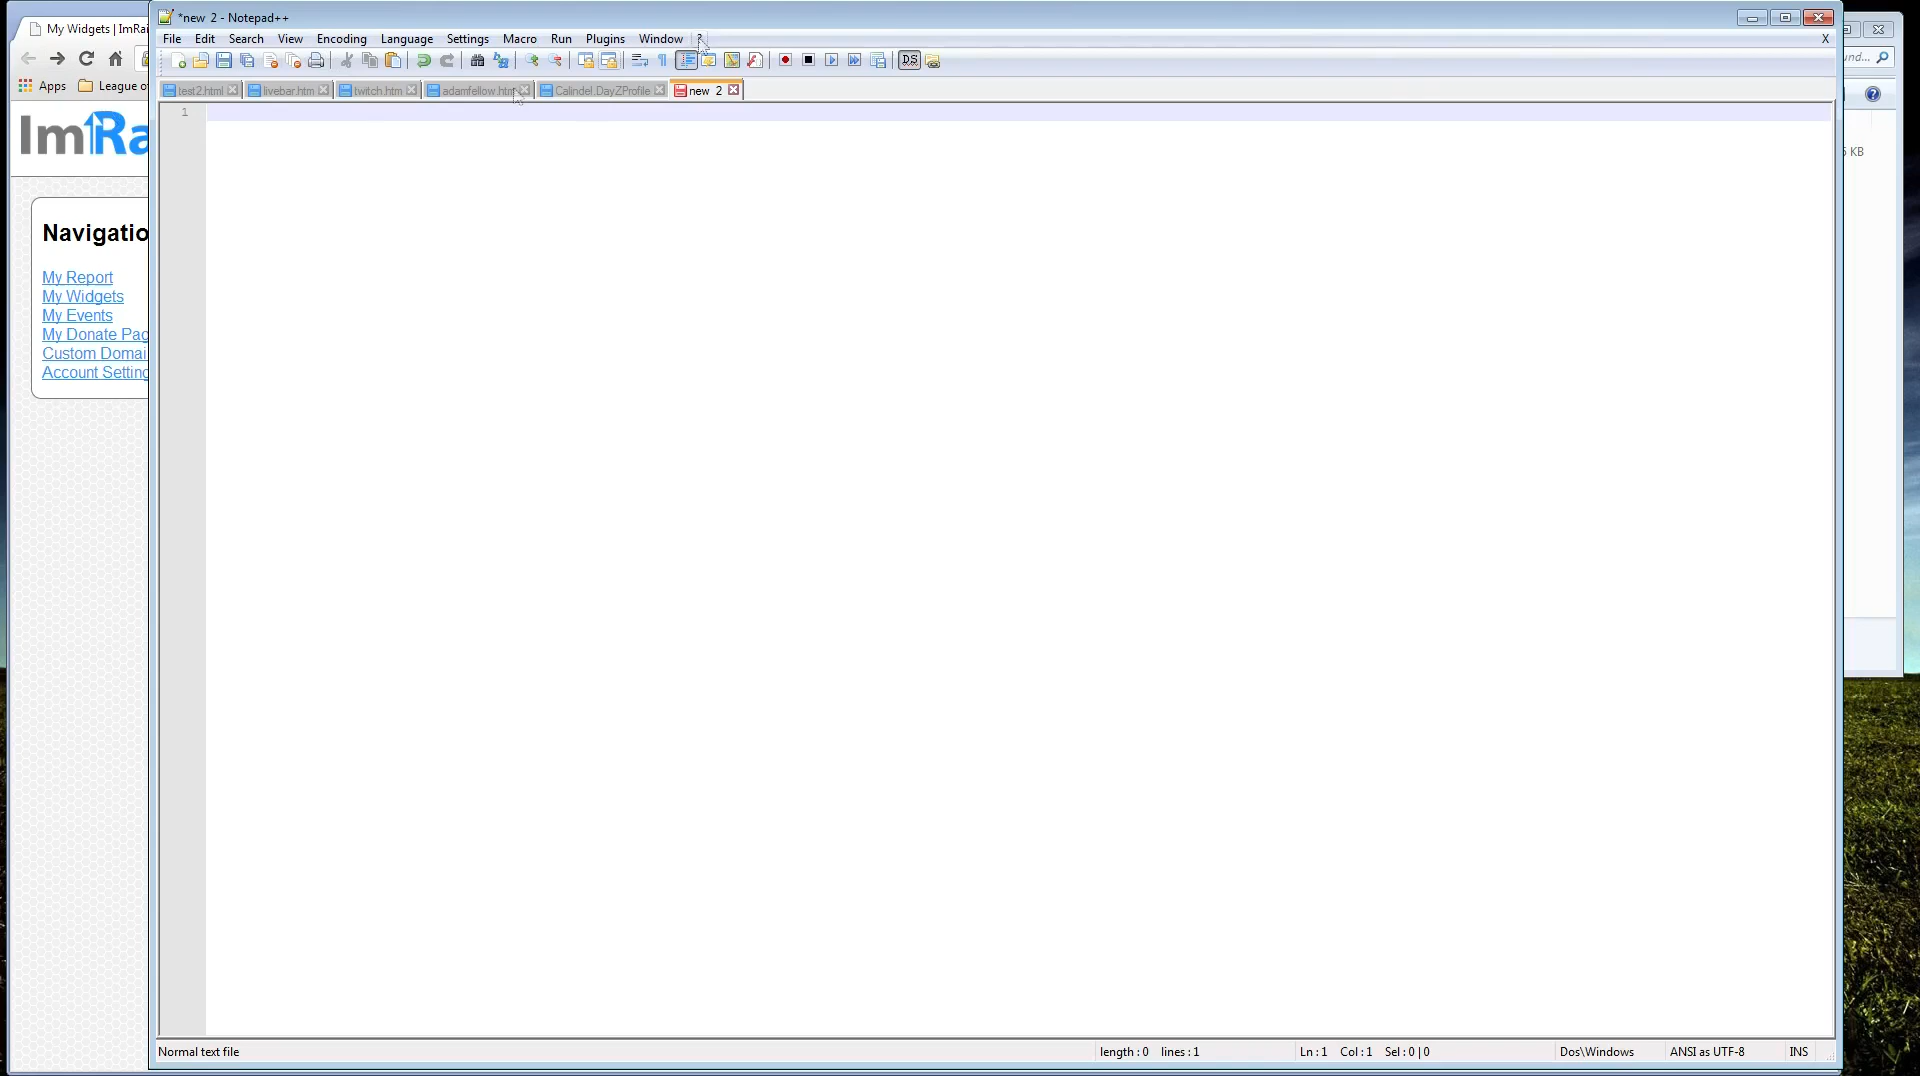 My Widgets | ImRai
*new 2 - Notepad++
File Edit Search View Encoding Language Settings Macro Run Plugins Window ?
X
und...
Apps
League o
test2.html
livebar.htm
twitch.htm
adamfellow.htm
Calindel.DayZProfile
new 2
1
ImRa
KB
Navigatio
My Report
My Widgets
My Events
My Donate Pag
Custom Domai
Account Setting
Normal text file
length : 0 lines : 1
Ln : 1 Col : 1 Sel : 0 | 0
Dos\Windows
ANSI as UTF-8
INS